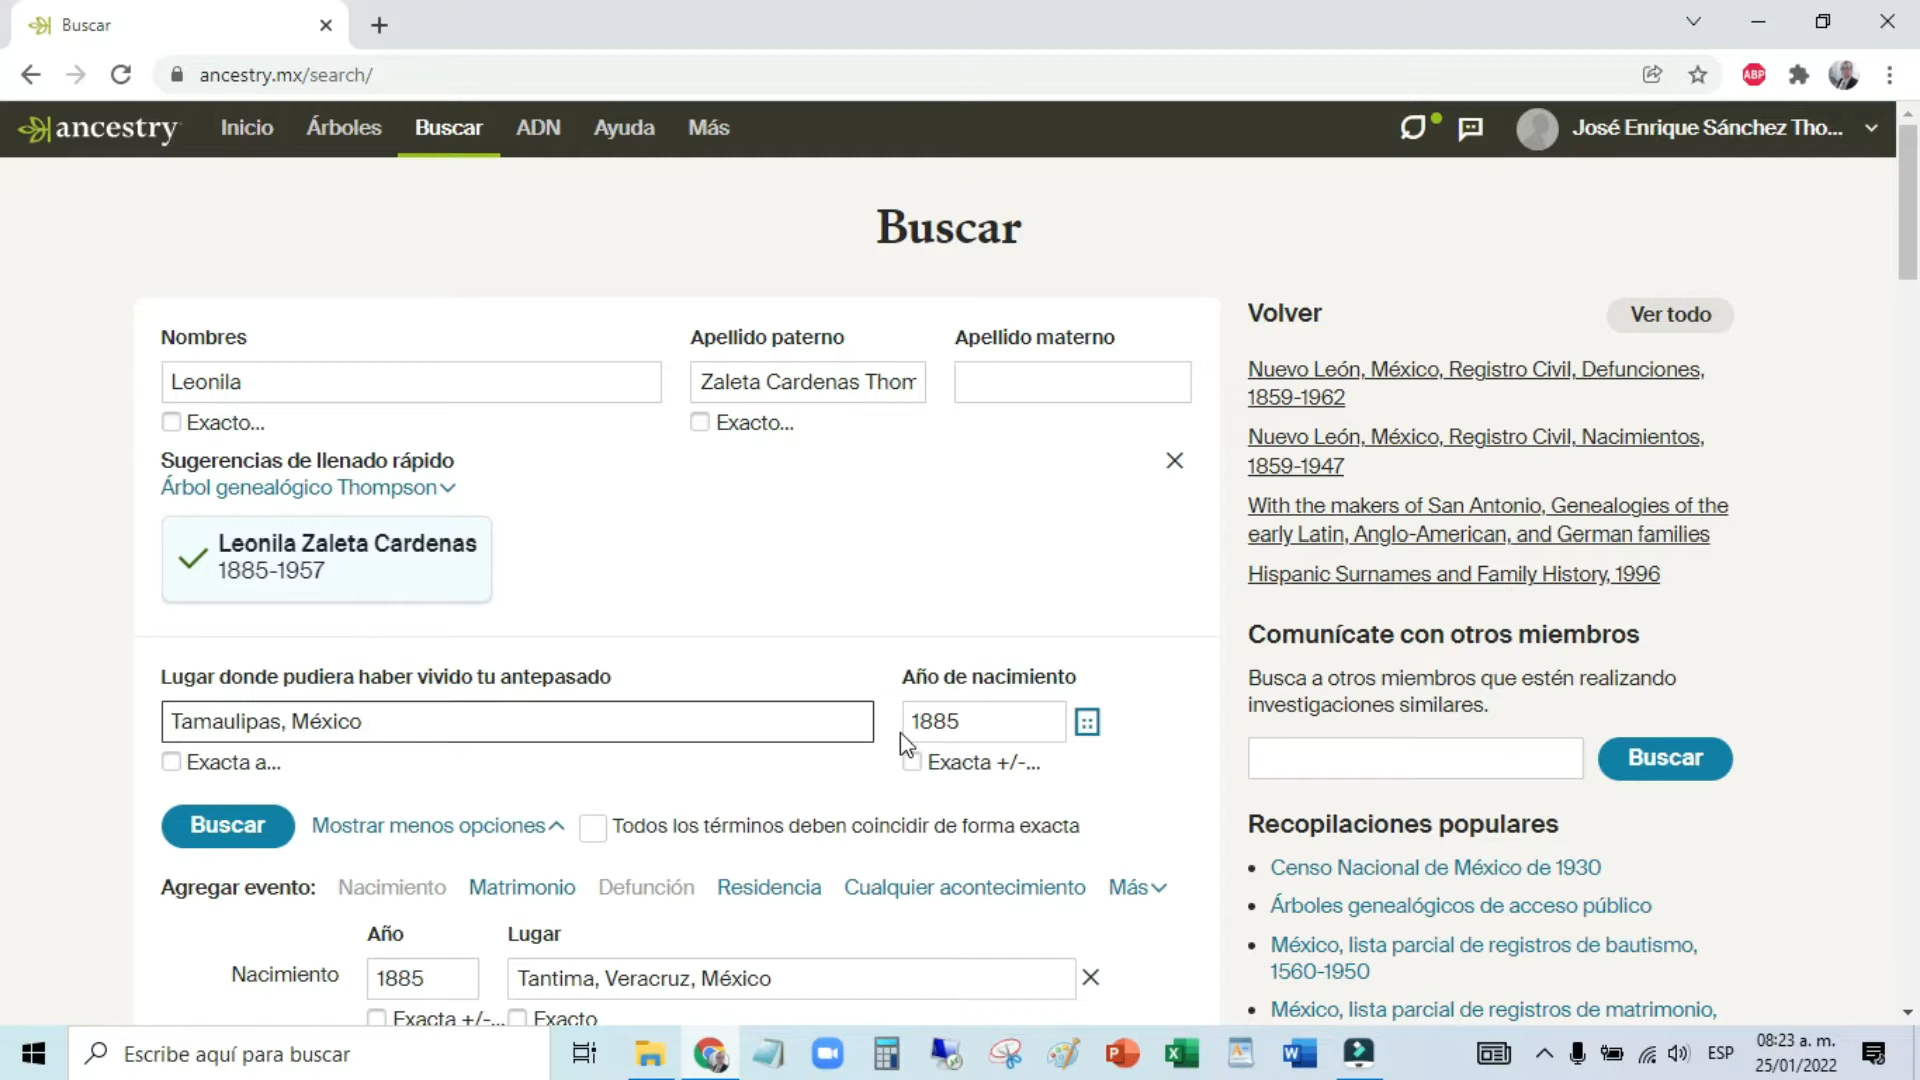 Buscar
ancestry.mx/search/
ABP
ancestry
Inicio
Árboles
Buscar
ADN
Ayuda
Más
José Enrique Sánchez Tho...
Buscar
Nombres
Apellido paterno
Apellido materno
Leonila
Zaleta Cardenas Thom
Exacto...
Exacto...
Sugerencias de llenado rápido
Árbol genealógico Thompson
Leonila Zaleta Cardenas
1885-1957
Lugar donde pudiera haber vivido tu antepasado
Año de nacimiento
Tamaulipas, México
1885
Exacta a...
Exacta +/-...
Buscar
Mostrar menos opciones
Todos los términos deben coincidir de forma exacta
Agregar evento:
Nacimiento
Matrimonio
Defunción
Residencia
Cualquier acontecimiento
Más
Año
Lugar
Nacimiento
1885
Tantima, Veracruz, México
Exacta +/-...
Exacto
Volver
Ver todo
Nuevo León, México, Registro Civil, Defunciones,
1859-1962
Nuevo León, México, Registro Civil, Nacimientos,
1859-1947
With the makers of San Antonio, Genealogies of the
early Latin, Anglo-American, and German families
Hispanic Surnames and Family History, 1996
Comunícate con otros miembros
Busca a otros miembros que estén realizando
investigaciones similares.
Buscar
Recopilaciones populares
Censo Nacional de México de 1930
Árboles genealógicos de acceso público
México, lista parcial de registros de bautismo,
1560-1950
México, lista parcial de registros de matrimonio,
Escribe aquí para buscar
ESP
08:23 a. m.
25/01/2022